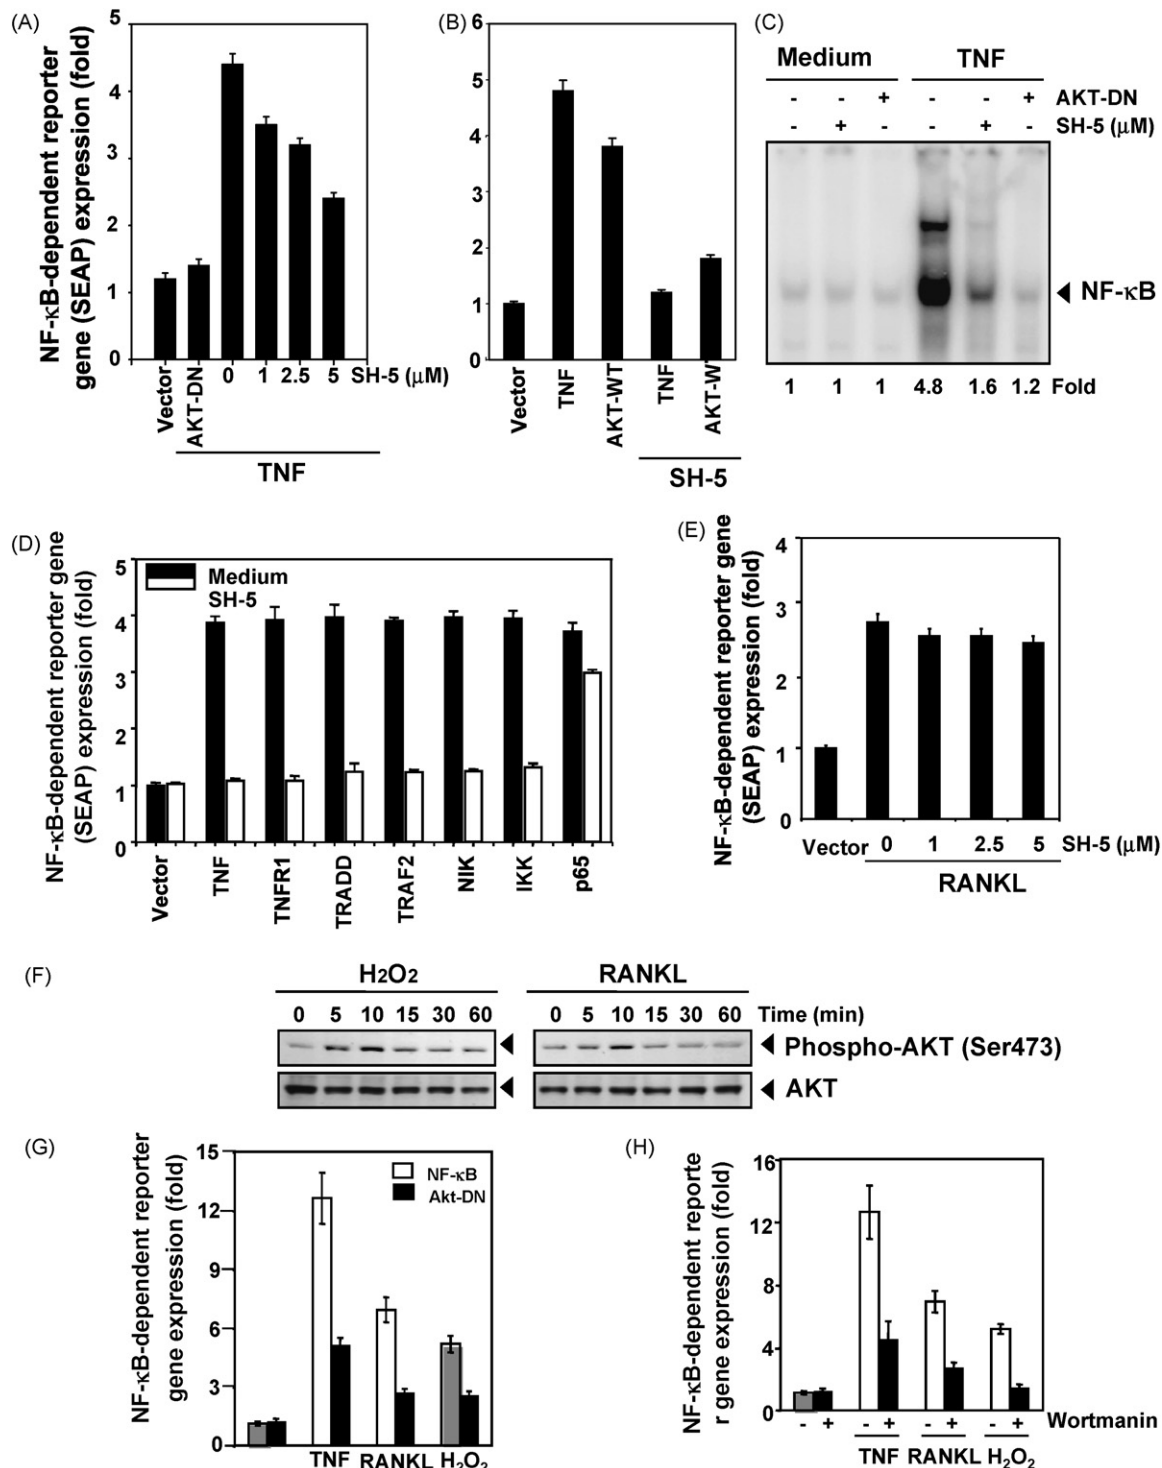 (A)
NF-κB-dependent reporter
gene (SEAP) expression (fold)
5
4
3
2
1
0
Vector
AKT-DN
0 1 2.5 5 SH-5 (μM)
TNF
(B)
6
5
4
3
2
1
0
Vector
TNF
AKT-WT
TNF
AKT-W
SH-5
(C)
Medium TNF
- - + - - + AKT-DN
- + - - + - SH-5 (μM)
NF-κB
1 1 1 4.8 1.6 1.2 Fold
(D)
NF-κB-dependent reporter gene
(SEAP) expression (fold)
5
4
3
2
1
0
Medium
SH-5
Vector
TNF
TNFR1
TRADD
TRAF2
NIK
IKK
p65
(E)
NF-κB-dependent reporter gene
(SEAP) expression (fold)
4
3
2
1
0
Vector 0 1 2.5 5 SH-5 (μM)
RANKL
(F)
H2O2 RANKL
0 5 10 15 30 60 0 5 10 15 30 60 Time (min)
Phospho-AKT (Ser473)
AKT
(G)
NF-κB-dependent reporter
gene expression (fold)
15
12
9
6
3
0
NF-κB
Akt-DN
TNF RANKL H2O2
(H)
NF-κB-dependent reporte
r gene expression (fold)
16
12
8
4
0
- + - + - + - + Wortmanin
TNF RANKL H2O2